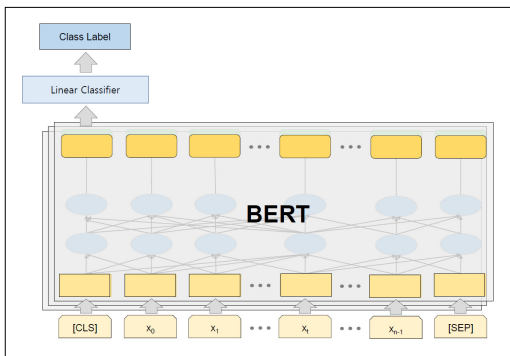 Class Label
Linear Classifier
• • •
• • •
BERT
• • •
• • •
[CLS] x0 x1 • • • xt • • • xn-1 [SEP]